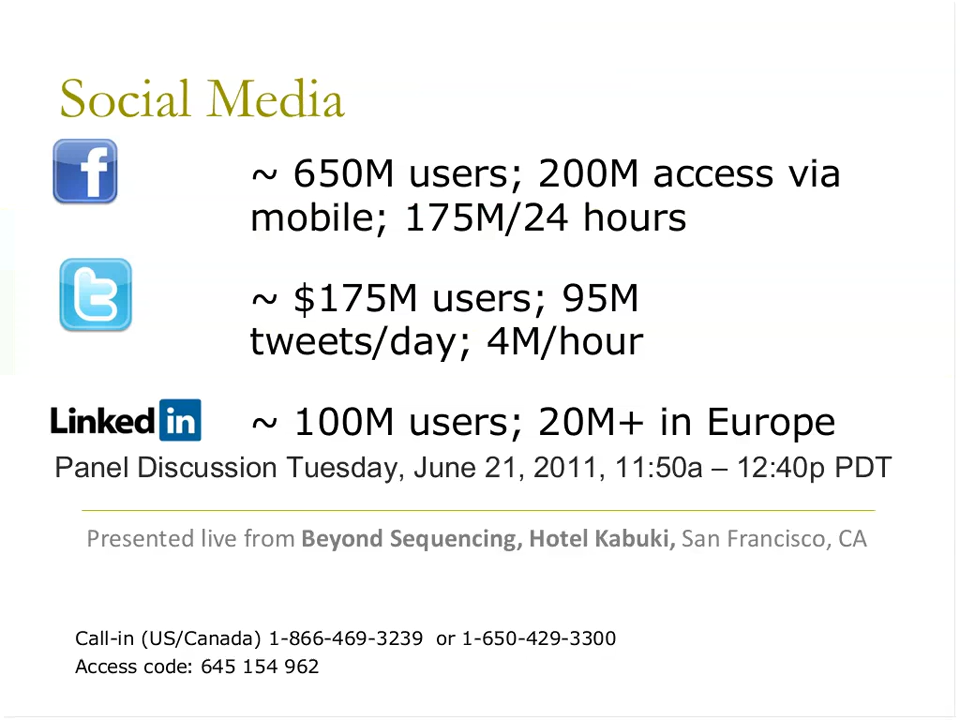 Social Media
f
~ 650M users; 200M access via
mobile; 175M/24 hours
t
~ $175M users; 95M
tweets/day; 4M/hour
Linked in
~ 100M users; 20M+ in Europe
Panel Discussion Tuesday, June 21, 2011, 11:50a – 12:40p PDT
Presented live from Beyond Sequencing, Hotel Kabuki, San Francisco, CA
Call-in (US/Canada) 1-866-469-3239 or 1-650-429-3300
Access code: 645 154 962